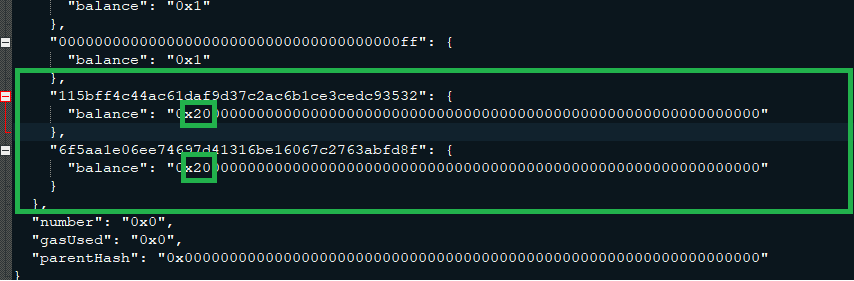 "balance": "0x1"
},
"00000000000000000000000000000000000000ff": {
"balance": "0x1"
},
"115bff4c44ac61daf9d37c2ac6b1ce3cedc93532": {
"balance": "0x200000000000000000000000000000000000000000000000000000000000000"
},
"6f5aa1e06ee74697d41316be16067c2763abfd8f": {
"balance": "0x200000000000000000000000000000000000000000000000000000000000000"
}
},
"number": "0x0",
"gasUsed": "0x0",
"parentHash": "0x0000000000000000000000000000000000000000000000000000000000000000"
}